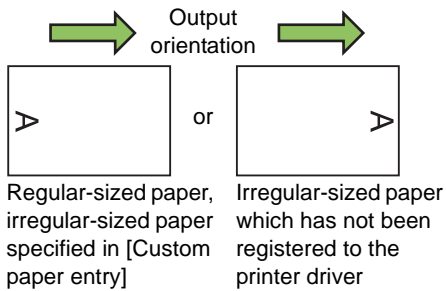 Output
orientation
A
or
A
Regular-sized paper,
irregular-sized paper
specified in [Custom
paper entry]
Irregular-sized paper
which has not been
registered to the
printer driver